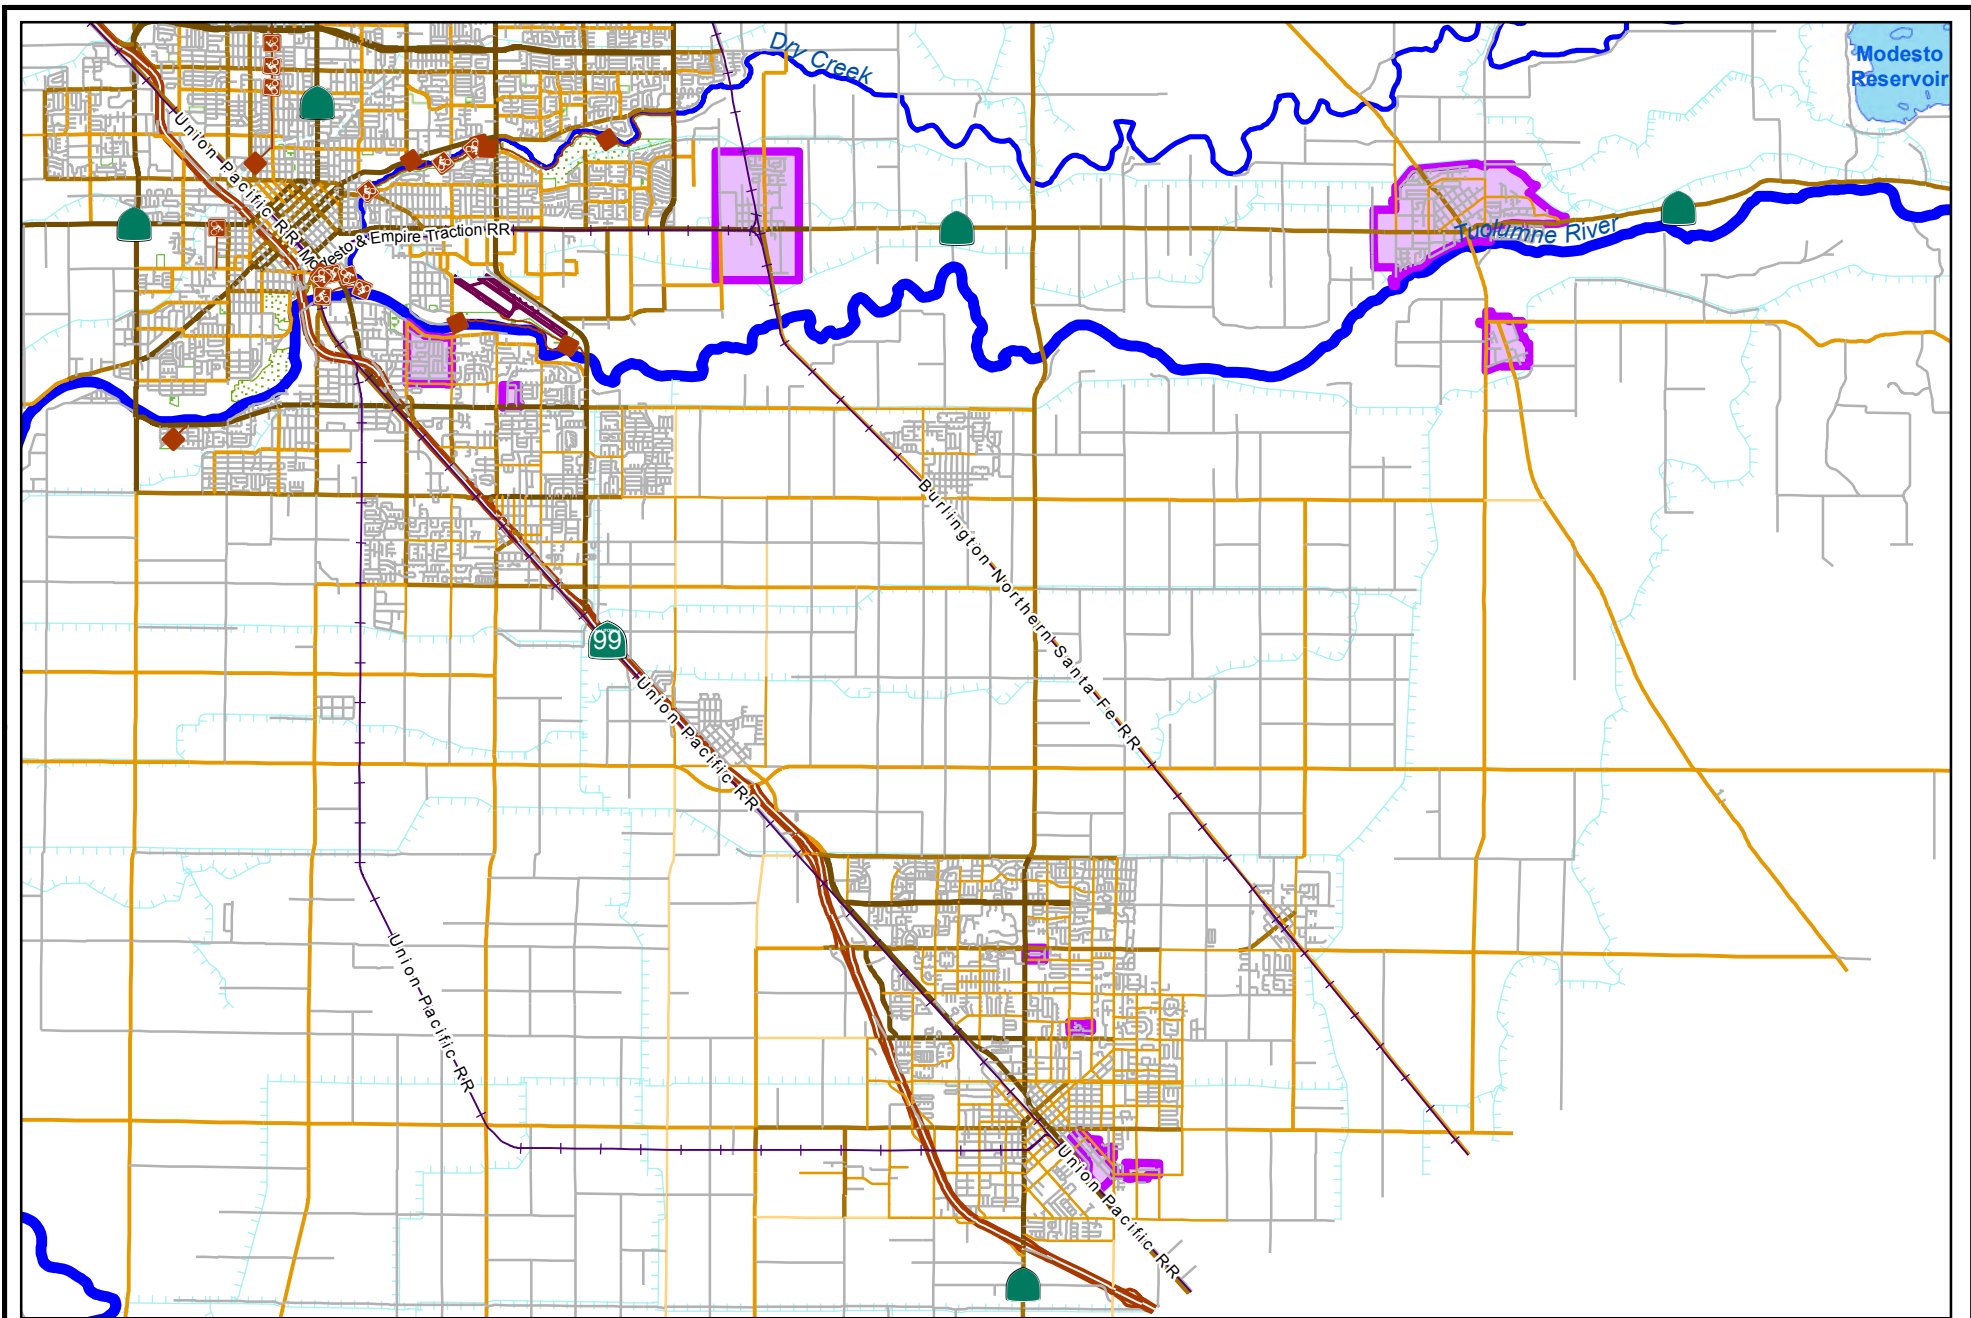 Dry Creek
Modesto
Reservoir
Union Pacific RR
Modesto & Empire Traction RR
Tuolumne River
Burlington Northern Santa Fe RR
99
Union Pacific RR
Union Pacific RR
Union Pacific RR